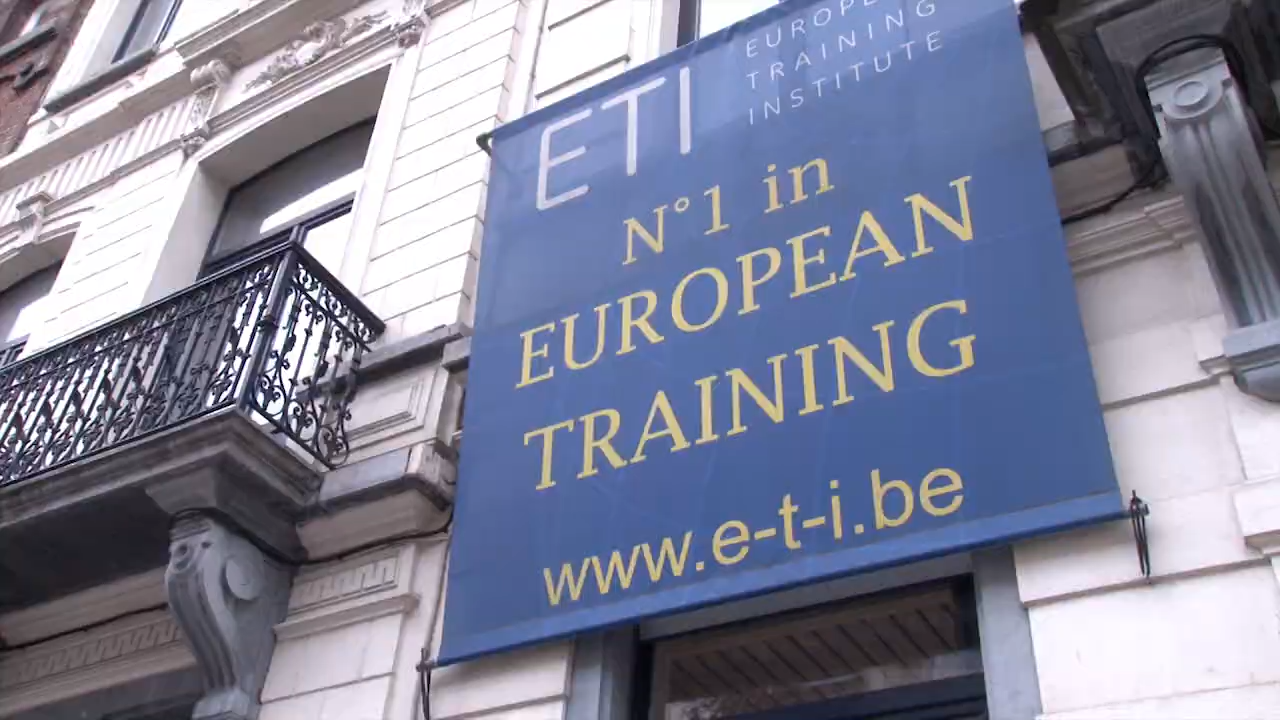 ETI
EUROPEAN
TRAINING
INSTITUTE
N°1 in
EUROPEAN
TRAINING
www.e-t-i.be